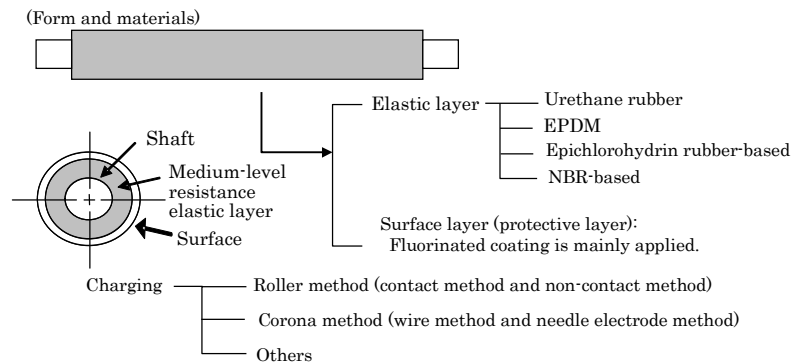 (Form and materials)
Elastic layer
Urethane rubber
EPDM
Epichlorohydrin rubber-based
NBR-based
Shaft
Medium-level
resistance
elastic layer
Surface
Surface layer (protective layer):
Fluorinated coating is mainly applied.
Charging
Roller method (contact method and non-contact method)
Corona method (wire method and needle electrode method)
Others